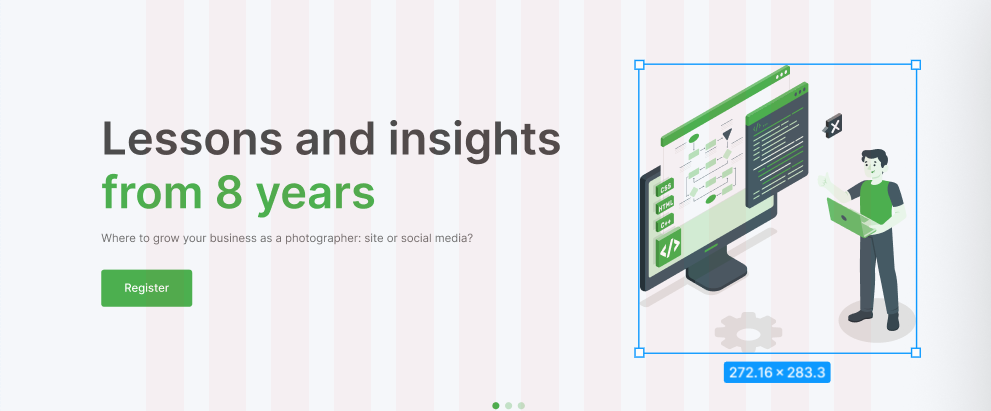 Lessons and insights
from 8 years
Where to grow your business as a photographer: site or social media?
Register
CSS
HTML
C++
</>
</>
X
272.16 × 283.3